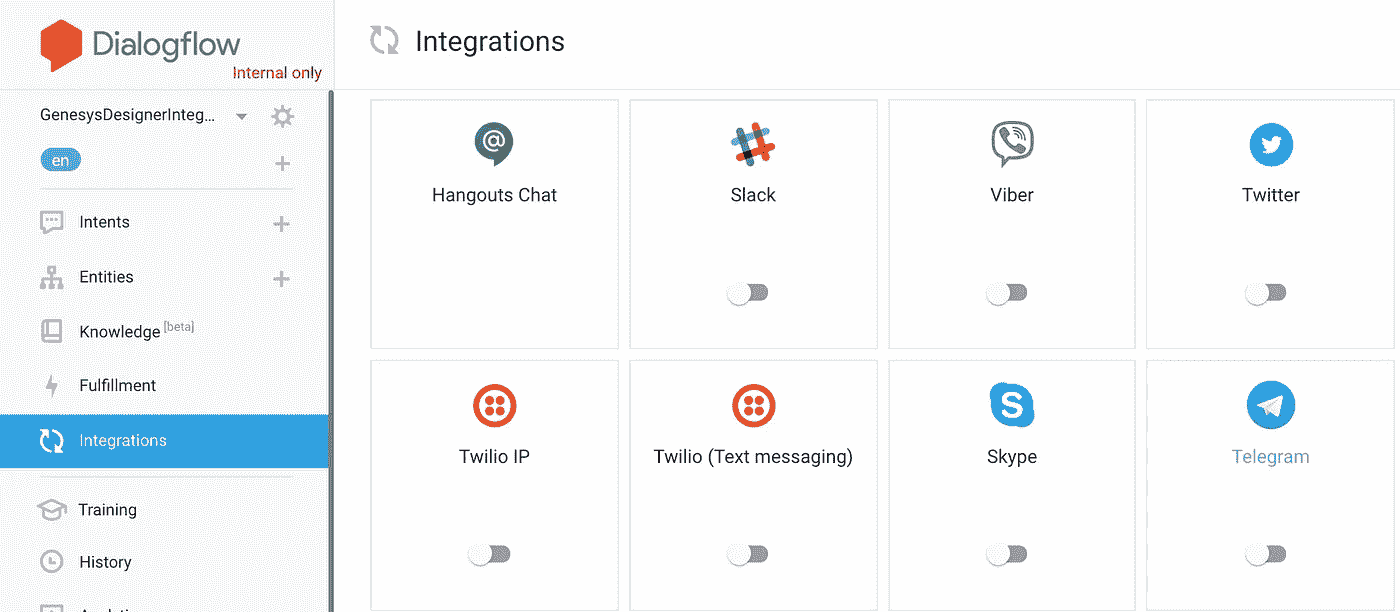 Dialogflow
Internal only
GenesysDesignerInteg...
en
Intents
Entities
Knowledge [beta]
Fulfillment
Integrations
Training
History
Integrations
Hangouts Chat
Slack
Viber
Twitter
Twilio IP
Twilio (Text messaging)
Skype
Telegram